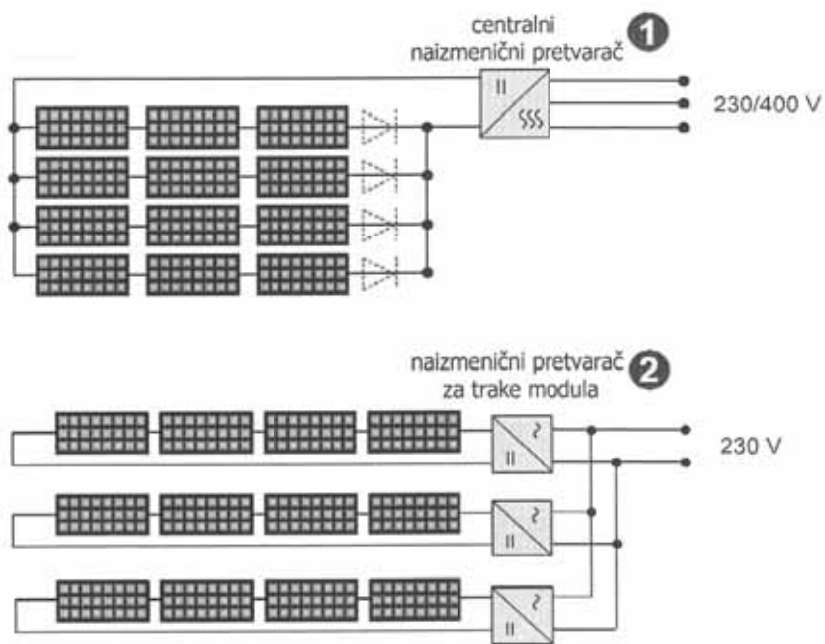 centralni
naizmenični pretvarač
1
230/400 V
naizmenični pretvarač
za trake modula
2
230 V